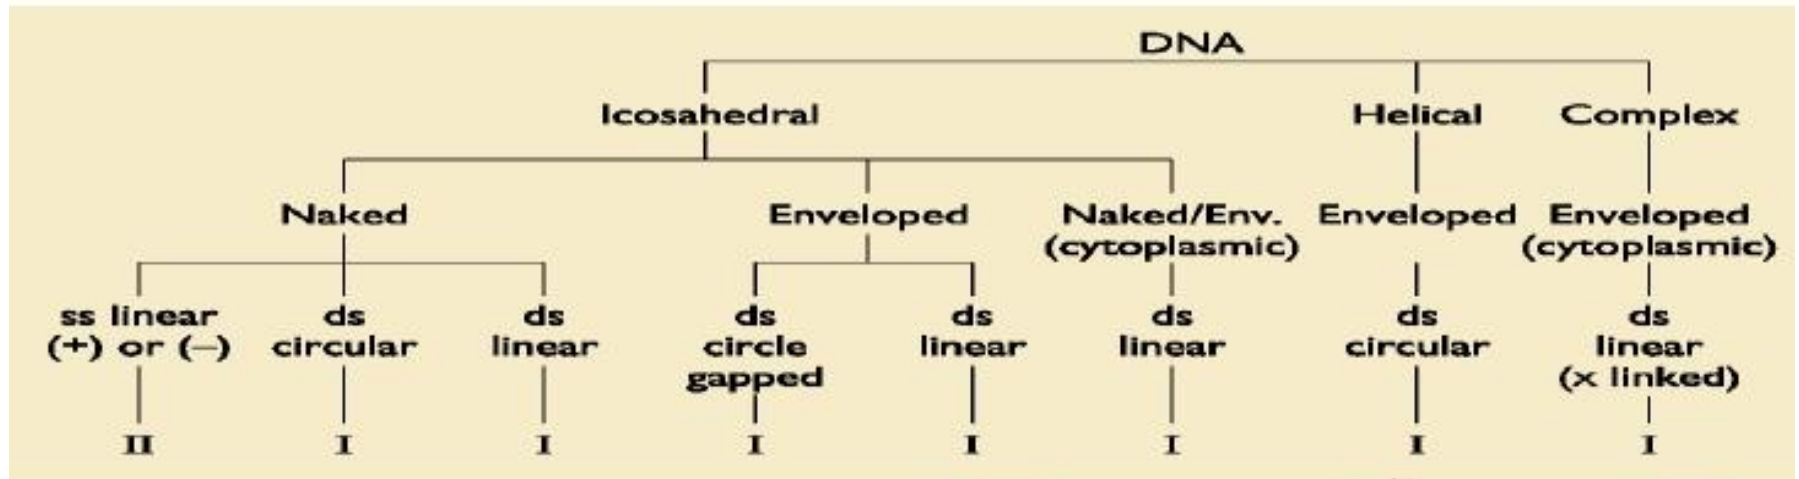 DNA
Icosahedral Helical Complex
Naked Enveloped Naked/Env. Enveloped Enveloped
(cytoplasmic) (cytoplasmic)
ss linear ds ds ds ds ds ds ds
(+) or (–) circular linear circle linear linear circular linear
gapped (x linked)
II I I I I I I I